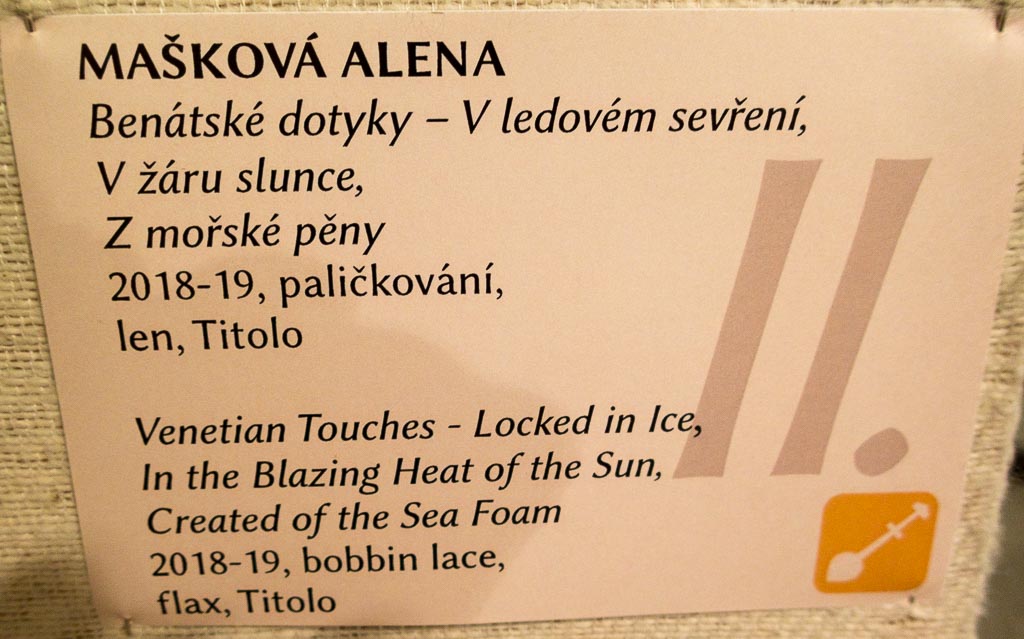 MAŠKOVÁ ALENA
Benátské dotyky – V ledovém sevření,
V žáru slunce,
Z mořské pěny
2018-19, paličkování,
len, Titolo
II.
Venetian Touches - Locked in Ice,
In the Blazing Heat of the Sun,
Created of the Sea Foam
2018-19, bobbin lace,
flax, Titolo